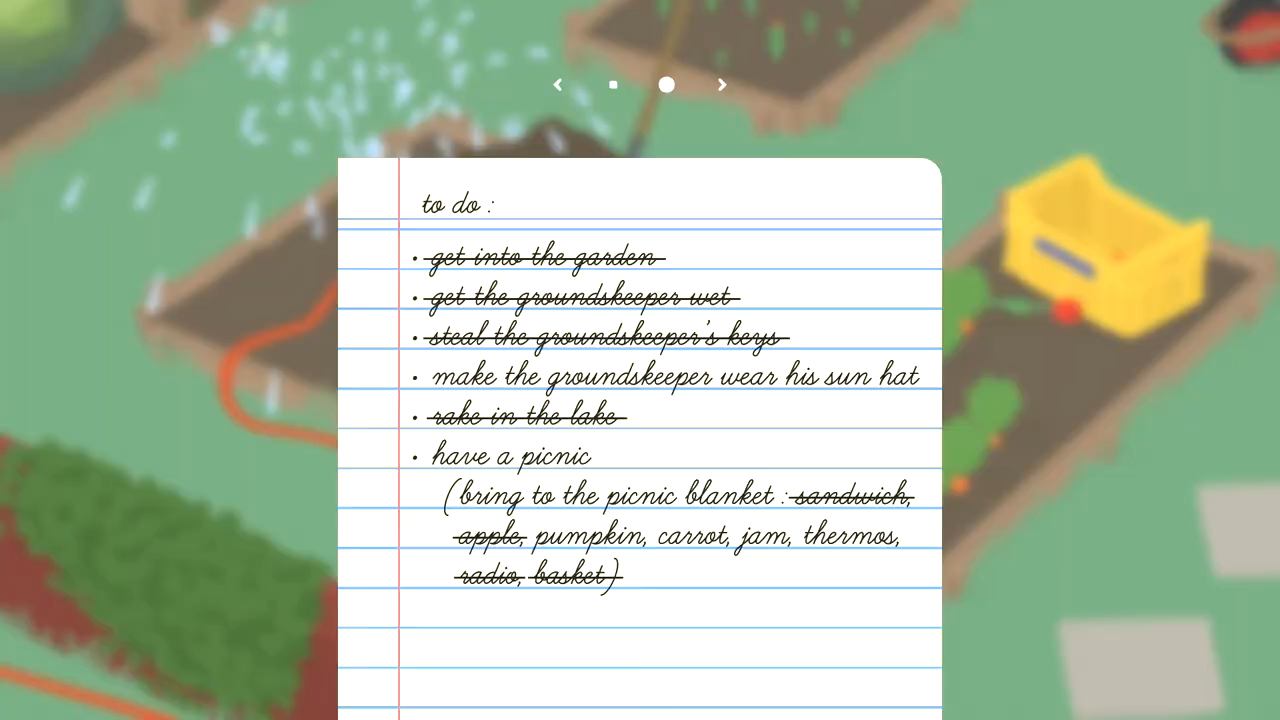 to do :
• get into the garden
• get the groundskeeper wet
• steal the groundskeeper's keys
• make the groundskeeper wear his sun hat
• rake in the lake
• have a picnic
(bring to the picnic blanket : sandwich,
apple, pumpkin, carrot, jam, thermos,
radio, basket)